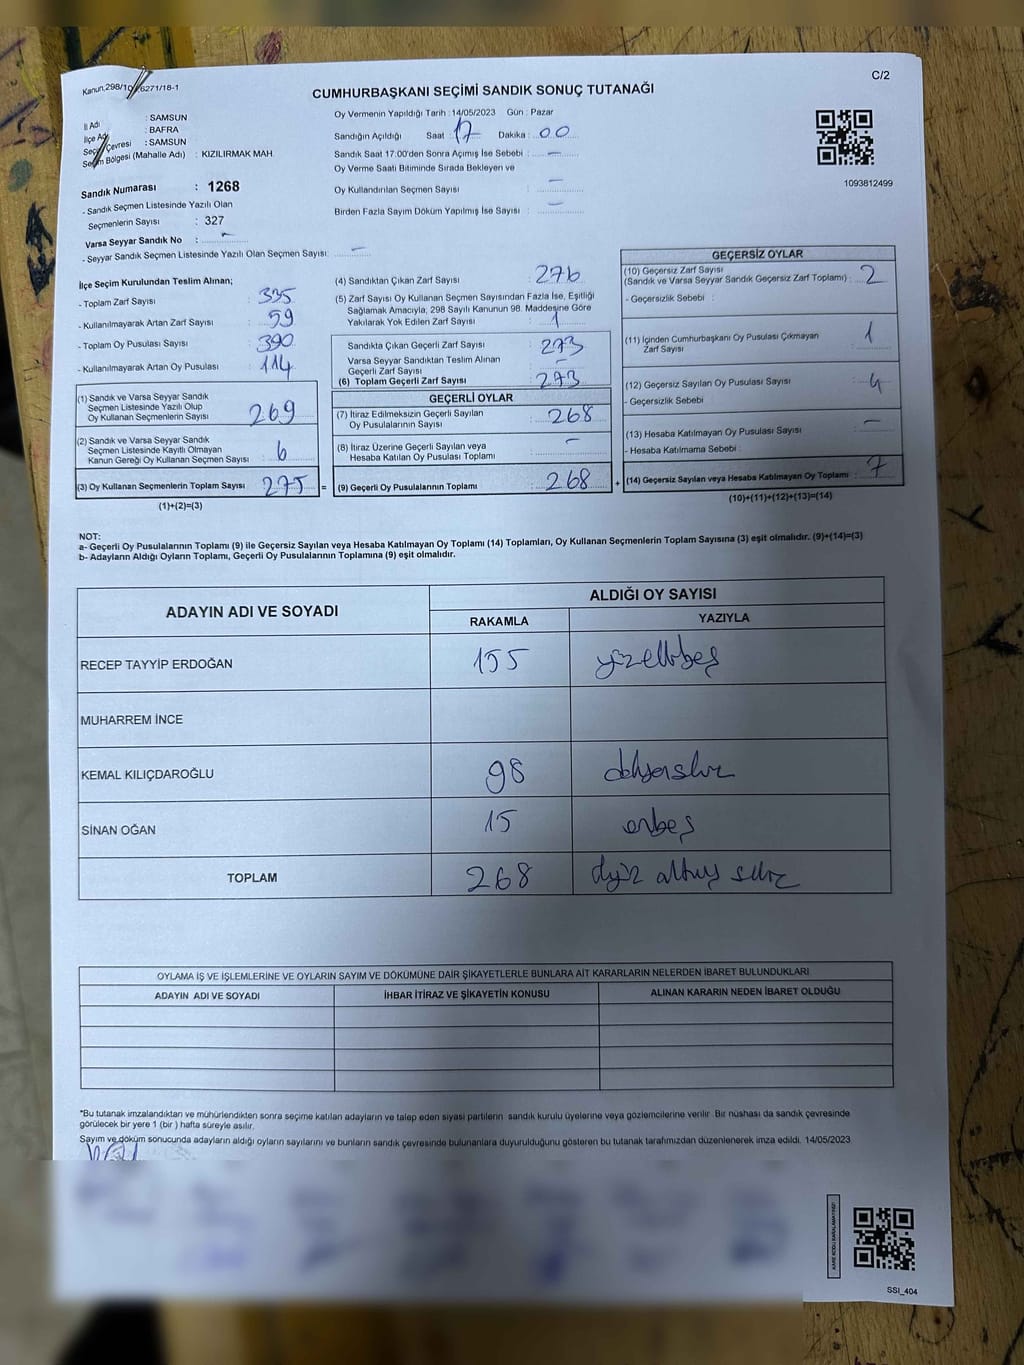 C/2
Kanun,298/10 6271/18-1
CUMHURBAŞKANI SEÇİMİ SANDIK SONUÇ TUTANAĞI
İl Adı : SAMSUN
İlçe Adı : BAFRA
Seçim Çevresi : SAMSUN
Seçim Bölgesi (Mahalle Adı) : KIZILIRMAK MAH.
Oy Vermenin Yapıldığı Tarih : 14/05/2023 Gün : Pazar
Sandığın Açıldığı Saat 17 Dakika : 00
Sandık Saat 17:00'den Sonra Açımış İse Sebebi : —
Oy Verme Saati Bitiminde Sırada Bekleyen ve
Oy Kullandırılan Seçmen Sayısı : —
Birden Fazla Sayım Döküm Yapılmış İse Sayısı : —
1093812499
Sandık Numarası : 1268
- Sandık Seçmen Listesinde Yazılı Olan
Seçmenlerin Sayısı : 327
Varsa Seyyar Sandık No : —
- Seyyar Sandık Seçmen Listesinde Yazılı Olan Seçmen Sayısı: —
İlçe Seçim Kurulundan Teslim Alınan;
- Toplam Zarf Sayısı : 335
- Kullanılmayarak Artan Zarf Sayısı : 59
- Toplam Oy Pusulası Sayısı : 390
- Kullanılmayarak Artan Oy Pusulası : 114
(1) Sandık ve Varsa Seyyar Sandık
Seçmen Listesinde Yazılı Olup
Oy Kullanan Seçmenlerin Sayısı : 269
(2) Sandık ve Varsa Seyyar Sandık
Seçmen Listesinde Kayıtlı Olmayan
Kanun Gereği Oy Kullanan Seçmen Sayısı : 6
(3) Oy Kullanan Seçmenlerin Toplam Sayısı : 275 =
(1)+(2)=(3)
(4) Sandıktan Çıkan Zarf Sayısı : 276
(5) Zarf Sayısı Oy Kullanan Seçmen Sayısından Fazla İse, Eşitliği
Sağlamak Amacıyla, 298 Sayılı Kanunun 98. Maddesine Göre
Yakılarak Yok Edilen Zarf Sayısı : 1
Sandıkta Çıkan Geçerli Zarf Sayısı : 273
Varsa Seyyar Sandıktan Teslim Alınan
Geçerli Zarf Sayısı : —
(6) Toplam Geçerli Zarf Sayısı : 273
GEÇERLİ OYLAR
(7) İtiraz Edilmeksizin Geçerli Sayılan
Oy Pusulalarının Sayısı : 268
(8) İtiraz Üzerine Geçerli Sayılan veya
Hesaba Katılan Oy Pusulası Toplamı : —
(9) Geçerli Oy Pusulalarının Toplamı : 268 +
GEÇERSİZ OYLAR
(10) Geçersiz Zarf Sayısı
(Sandık ve Varsa Seyyar Sandık Geçersiz Zarf Toplamı) : 2
- Geçersizlik Sebebi :
(11) İçinden Cumhurbaşkanı Oy Pusulası Çıkmayan
Zarf Sayısı : 1
(12) Geçersiz Sayılan Oy Pusulası Sayısı : 4
- Geçersizlik Sebebi
(13) Hesaba Katılmayan Oy Pusulası Sayısı : —
- Hesaba Katılmama Sebebi :
(14) Geçersiz Sayılan veya Hesaba Katılmayan Oy Toplamı : 7
(10)+(11)+(12)+(13)=(14)
NOT:
a- Geçerli Oy Pusulalarının Toplamı (9) ile Geçersiz Sayılan veya Hesaba Katılmayan Oy Toplamı (14) Toplamları, Oy Kullanan Seçmenlerin Toplam Sayısına (3) eşit olmalıdır. (9)+(14)=(3)
b- Adayların Aldığı Oyların Toplamı, Geçerli Oy Pusulalarının Toplamına (9) eşit olmalıdır.
ADAYIN ADI VE SOYADI
ALDIĞI OY SAYISI
RAKAMLA YAZIYLA
RECEP TAYYİP ERDOĞAN 155 yüzellibeş
MUHARREM İNCE
KEMAL KILIÇDAROĞLU 98 doksansekiz
SİNAN OĞAN 15 onbeş
TOPLAM 268 ikiyüz altmış sekiz
OYLAMA İŞ VE İŞLEMLERİNE VE OYLARIN SAYIM VE DÖKÜMÜNE DAİR ŞİKAYETLERLE BUNLARA AİT KARARLARIN NELERDEN İBARET BULUNDUKLARI
ADAYIN ADI VE SOYADI İHBAR İTİRAZ VE ŞİKAYETİN KONUSU ALINAN KARARIN NEDEN İBARET OLDUĞU
*Bu tutanak imzalandıktan ve mühürlendikten sonra seçime katılan adayların ve talep eden siyasi partilerin sandık kurulu üyelerine veya gözlemcilerine verilir. Bir nüshası da sandık çevresinde
görülecek bir yere 1 (bir ) hafta süreyle asılır.
Sayım ve döküm sonucunda adayların aldığı oyların sayılarını ve bunların sandık çevresinde bulunanlara duyurulduğunu gösteren bu tutanak tarafımızdan düzenlenerek imza edildi. 14/05/2023
SSI_404